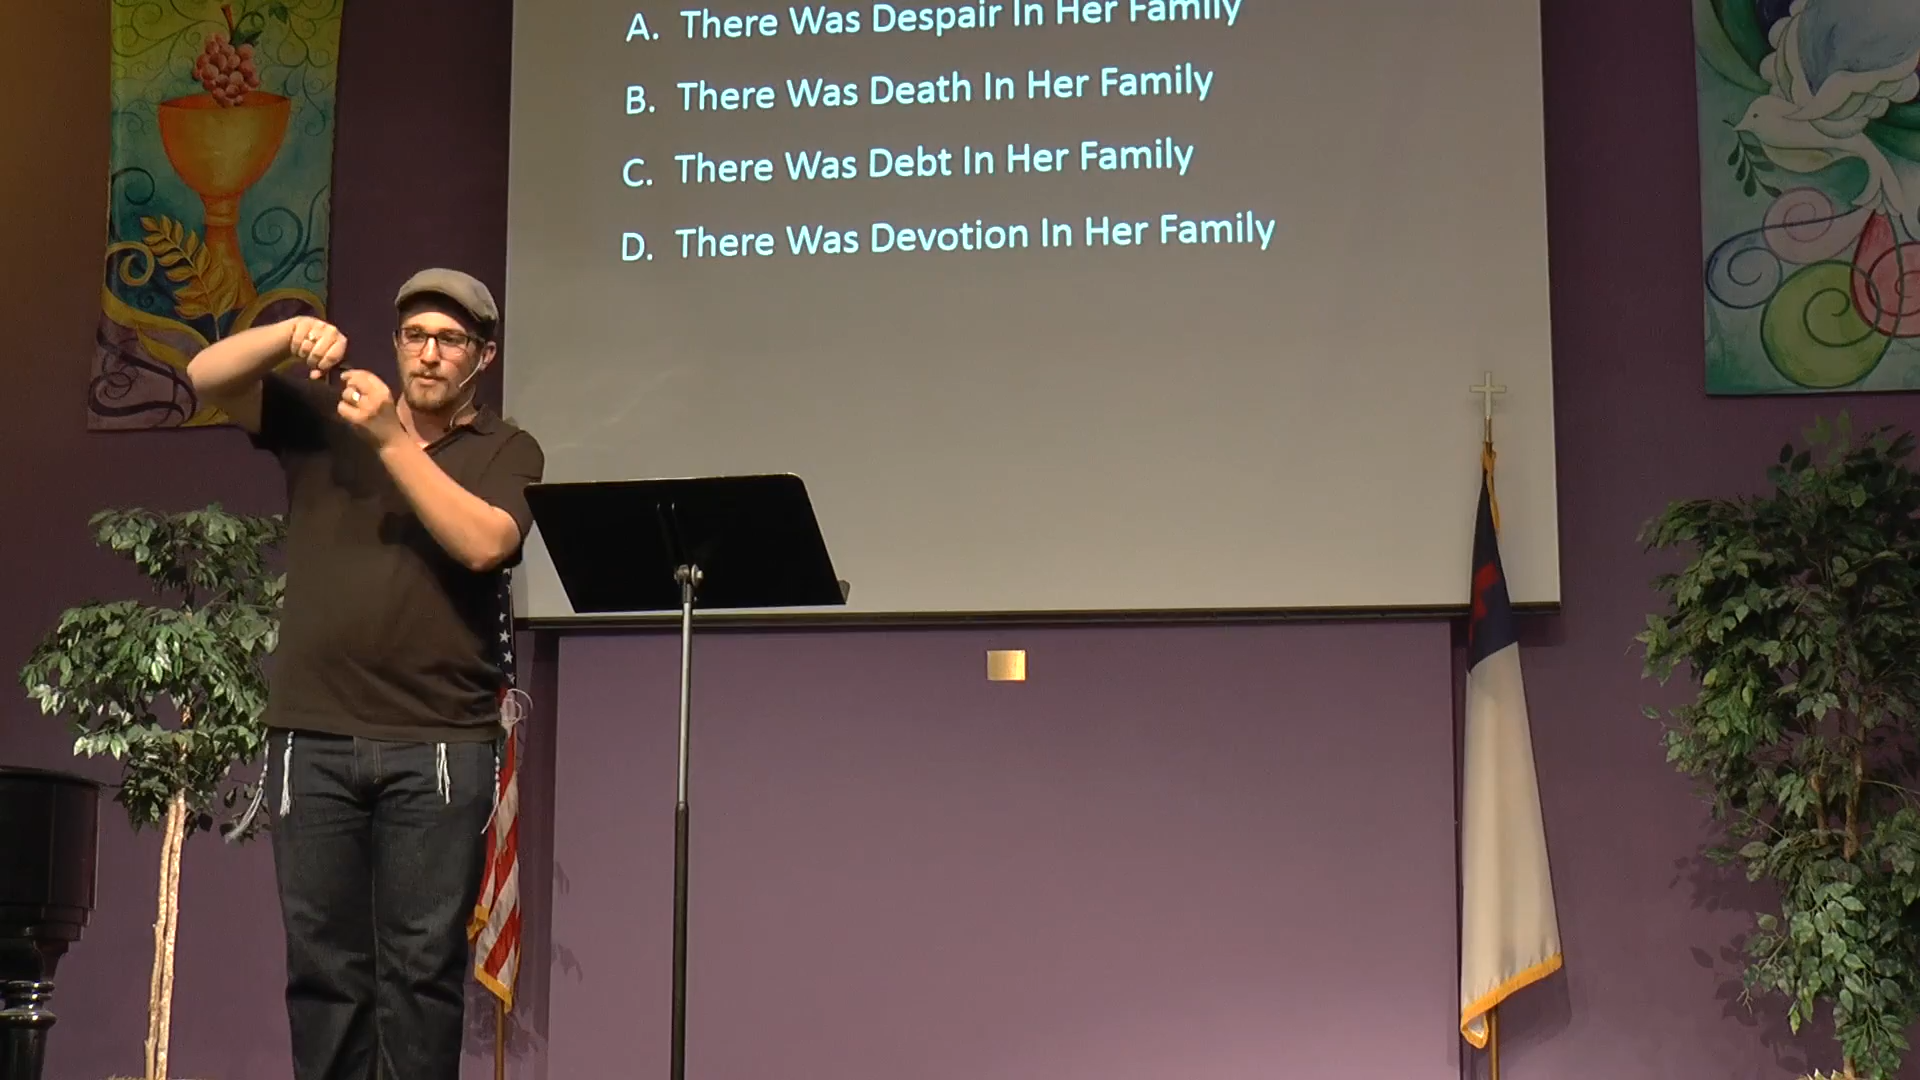 A. There Was Despair In Her Family
B. There Was Death In Her Family
C. There Was Debt In Her Family
D. There Was Devotion In Her Family